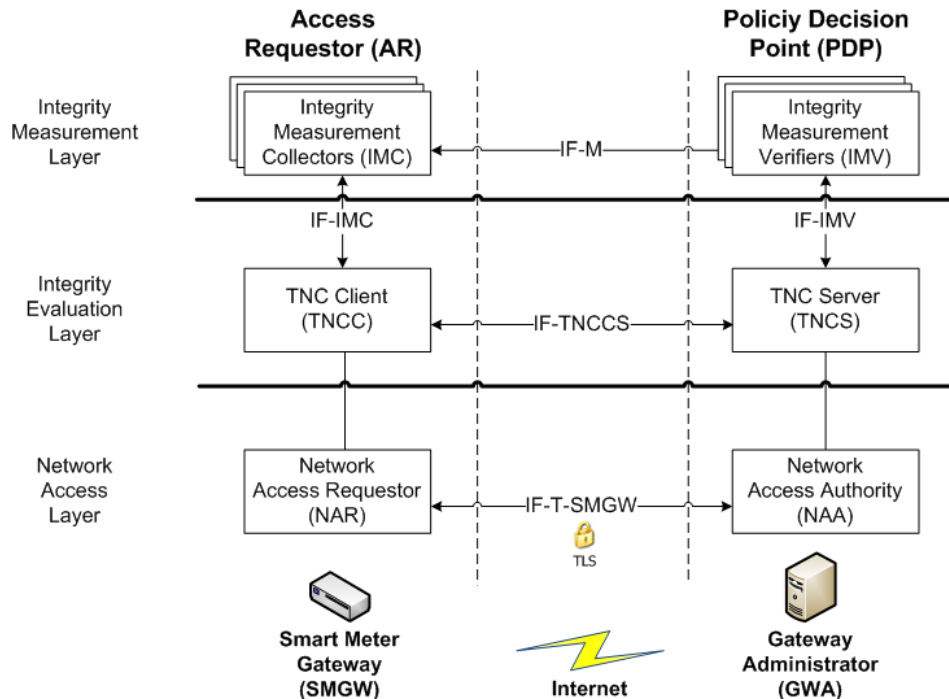 Access
Requestor (AR)
Policiy Decision
Point (PDP)
Integrity
Measurement
Layer
Integrity
Measurement
Collectors (IMC)
IF-M
Integrity
Measurement
Verifiers (IMV)
IF-IMC
IF-IMV
Integrity
Evaluation
Layer
TNC Client
(TNCC)
IF-TNCCS
TNC Server
(TNCS)
Network
Access
Layer
Network
Access Requestor
(NAR)
IF-T-SMGW
TLS
Network
Access Authority
(NAA)
Smart Meter
Gateway
(SMGW)
Internet
Gateway
Administrator
(GWA)